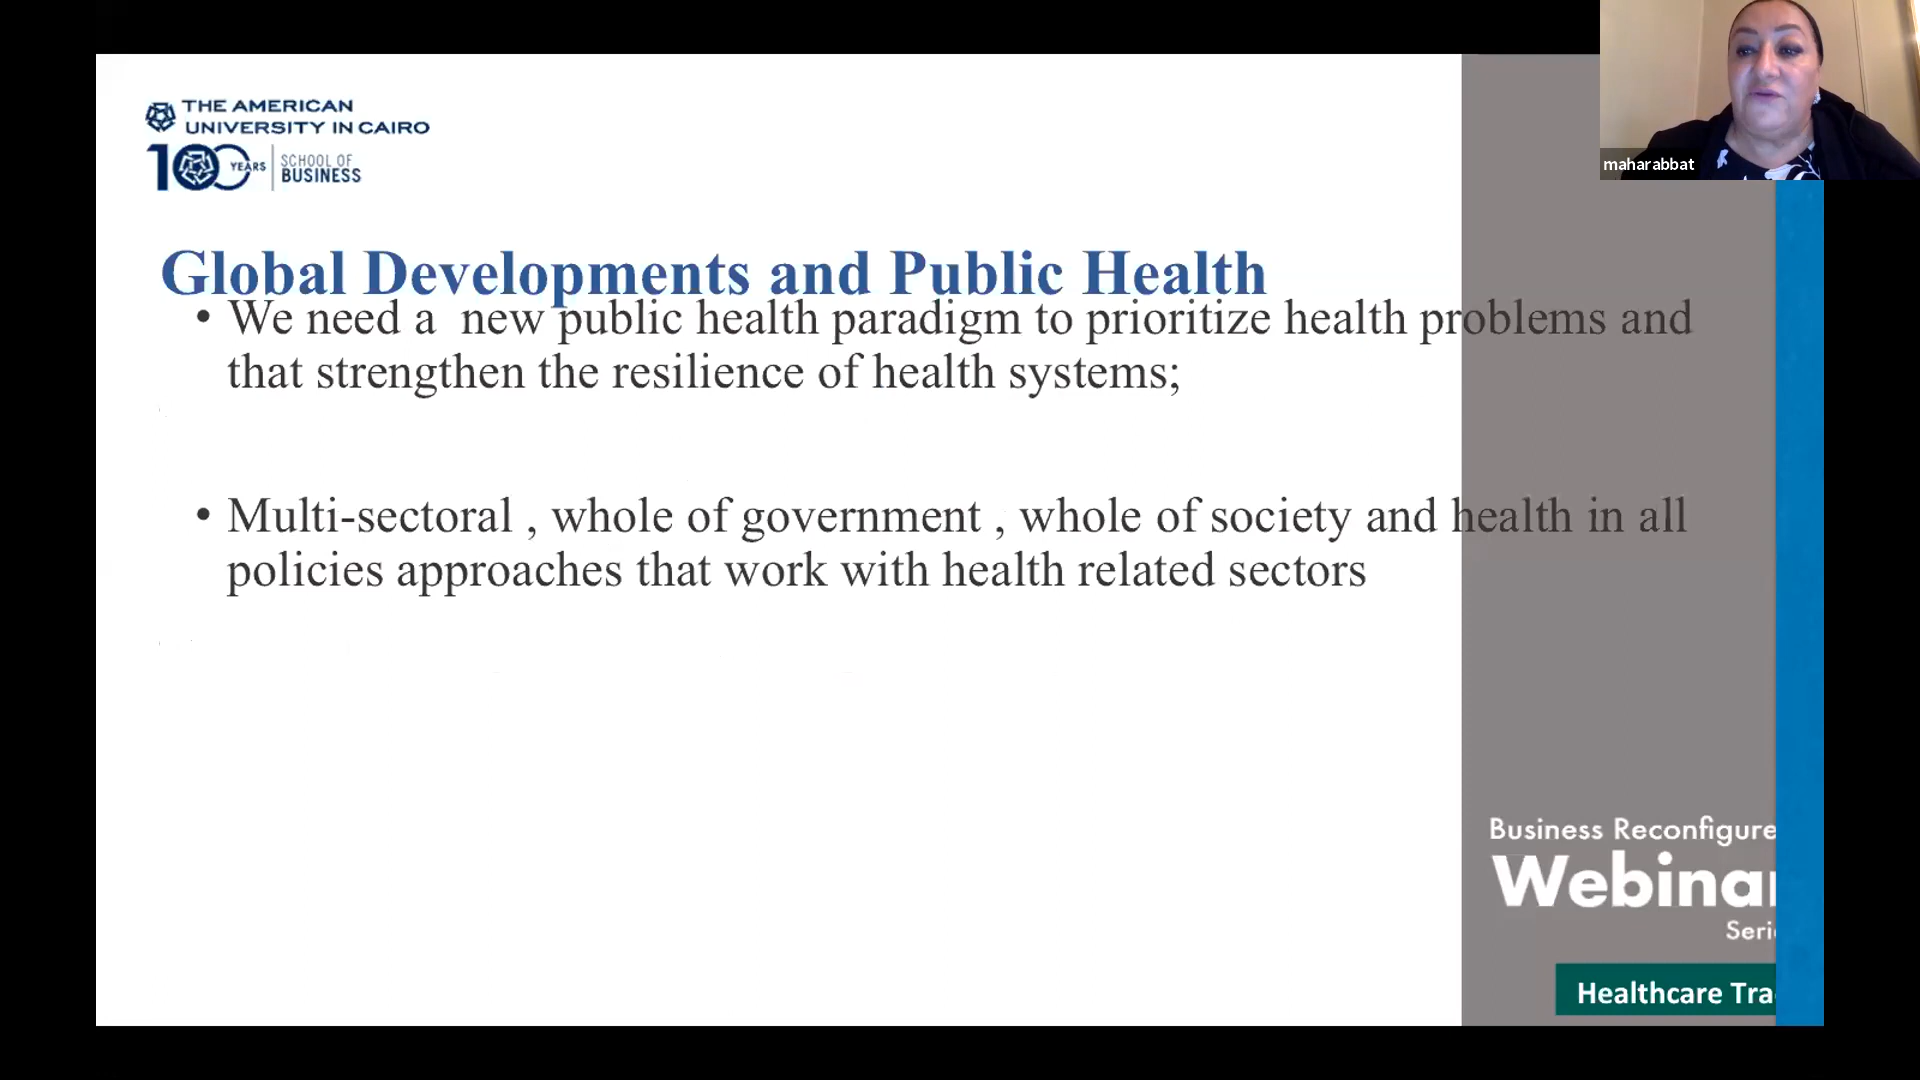 THE AMERICAN
UNIVERSITY IN CAIRO
100 YEARS
SCHOOL OF
BUSINESS
maharabbat
Global Developments and Public Health
• We need a new public health paradigm to prioritize health problems and
that strengthen the resilience of health systems;
• Multi-sectoral , whole of government , whole of society and health in all
policies approaches that work with health related sectors
Business Reconfigure
Webinar
Seri
Healthcare Tra